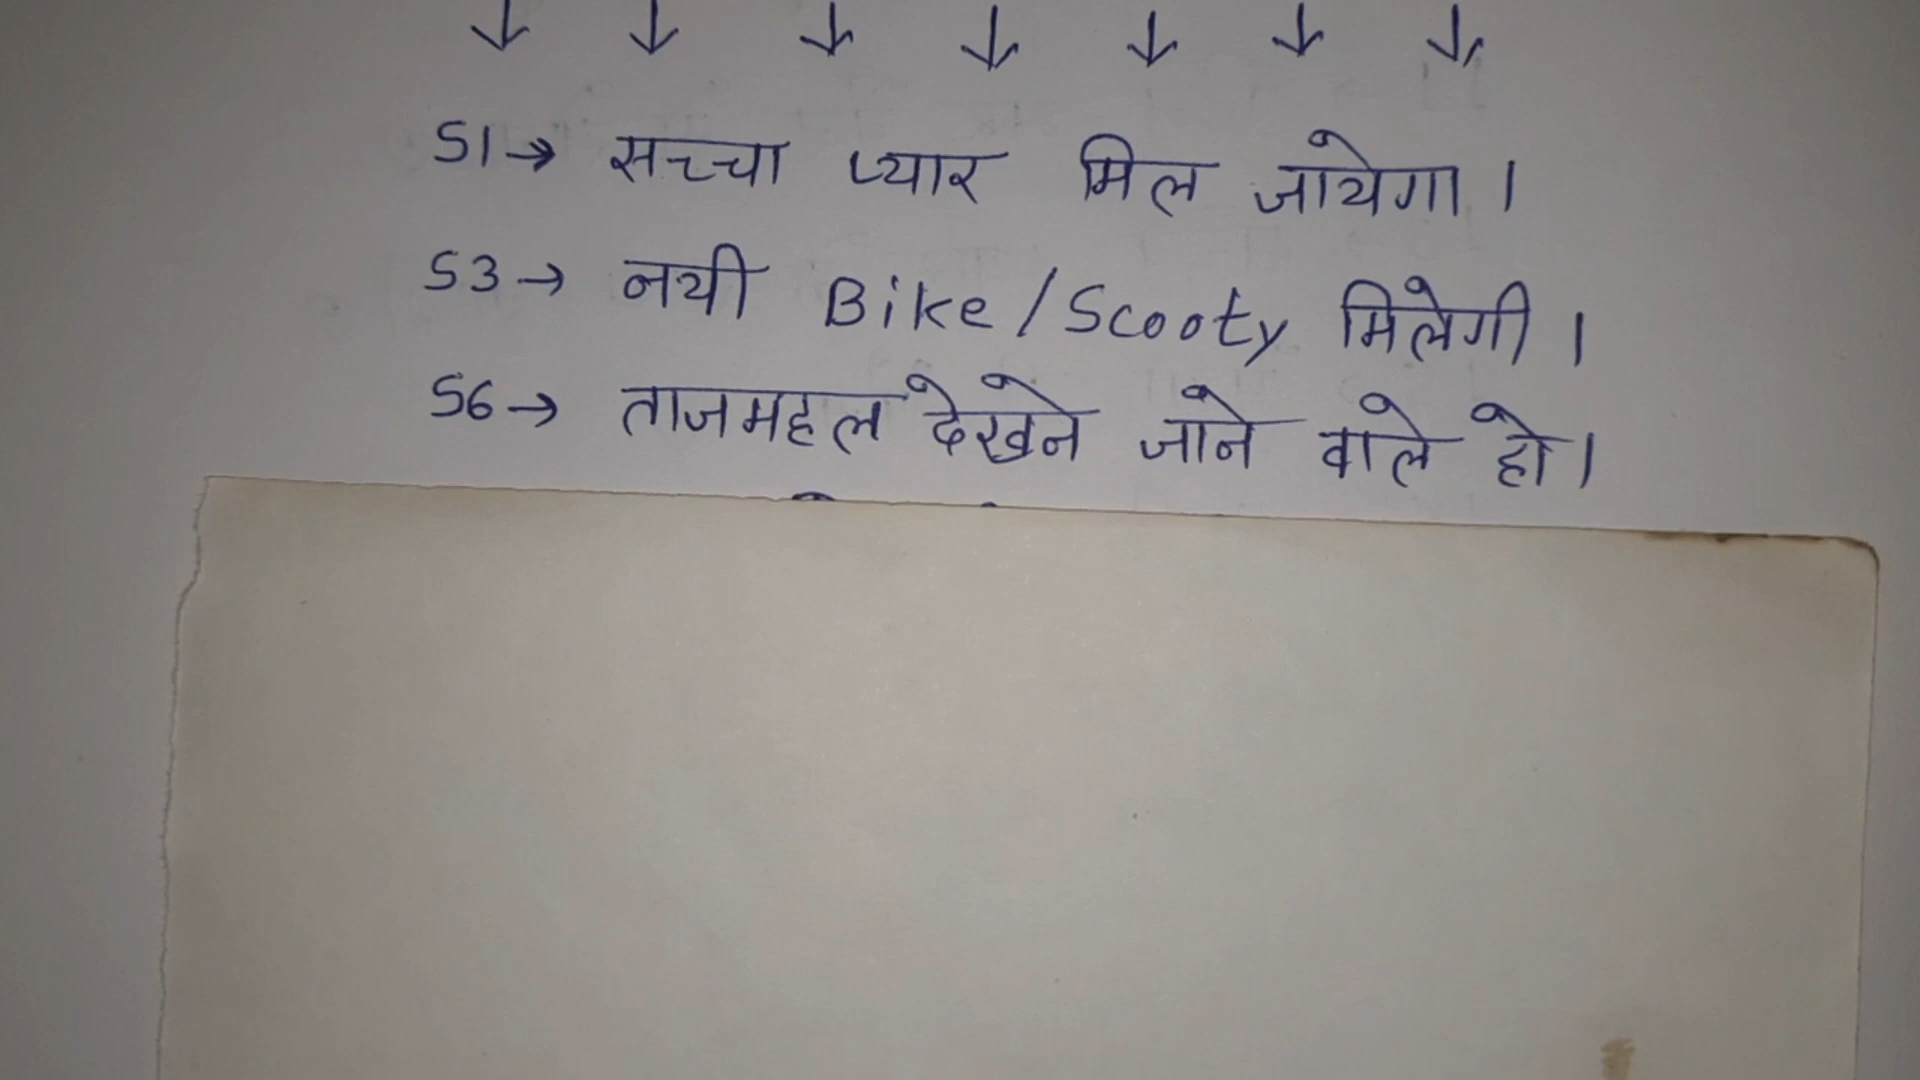 ↓ ↓ ↓ ↓ ↓ ↓ ↓
S1→ सच्चा प्यार मिल जायेगा।
S3→ नयी Bike/Scooty मिलेगी।
S6→ ताजमहल देखने जाने वाले हो।